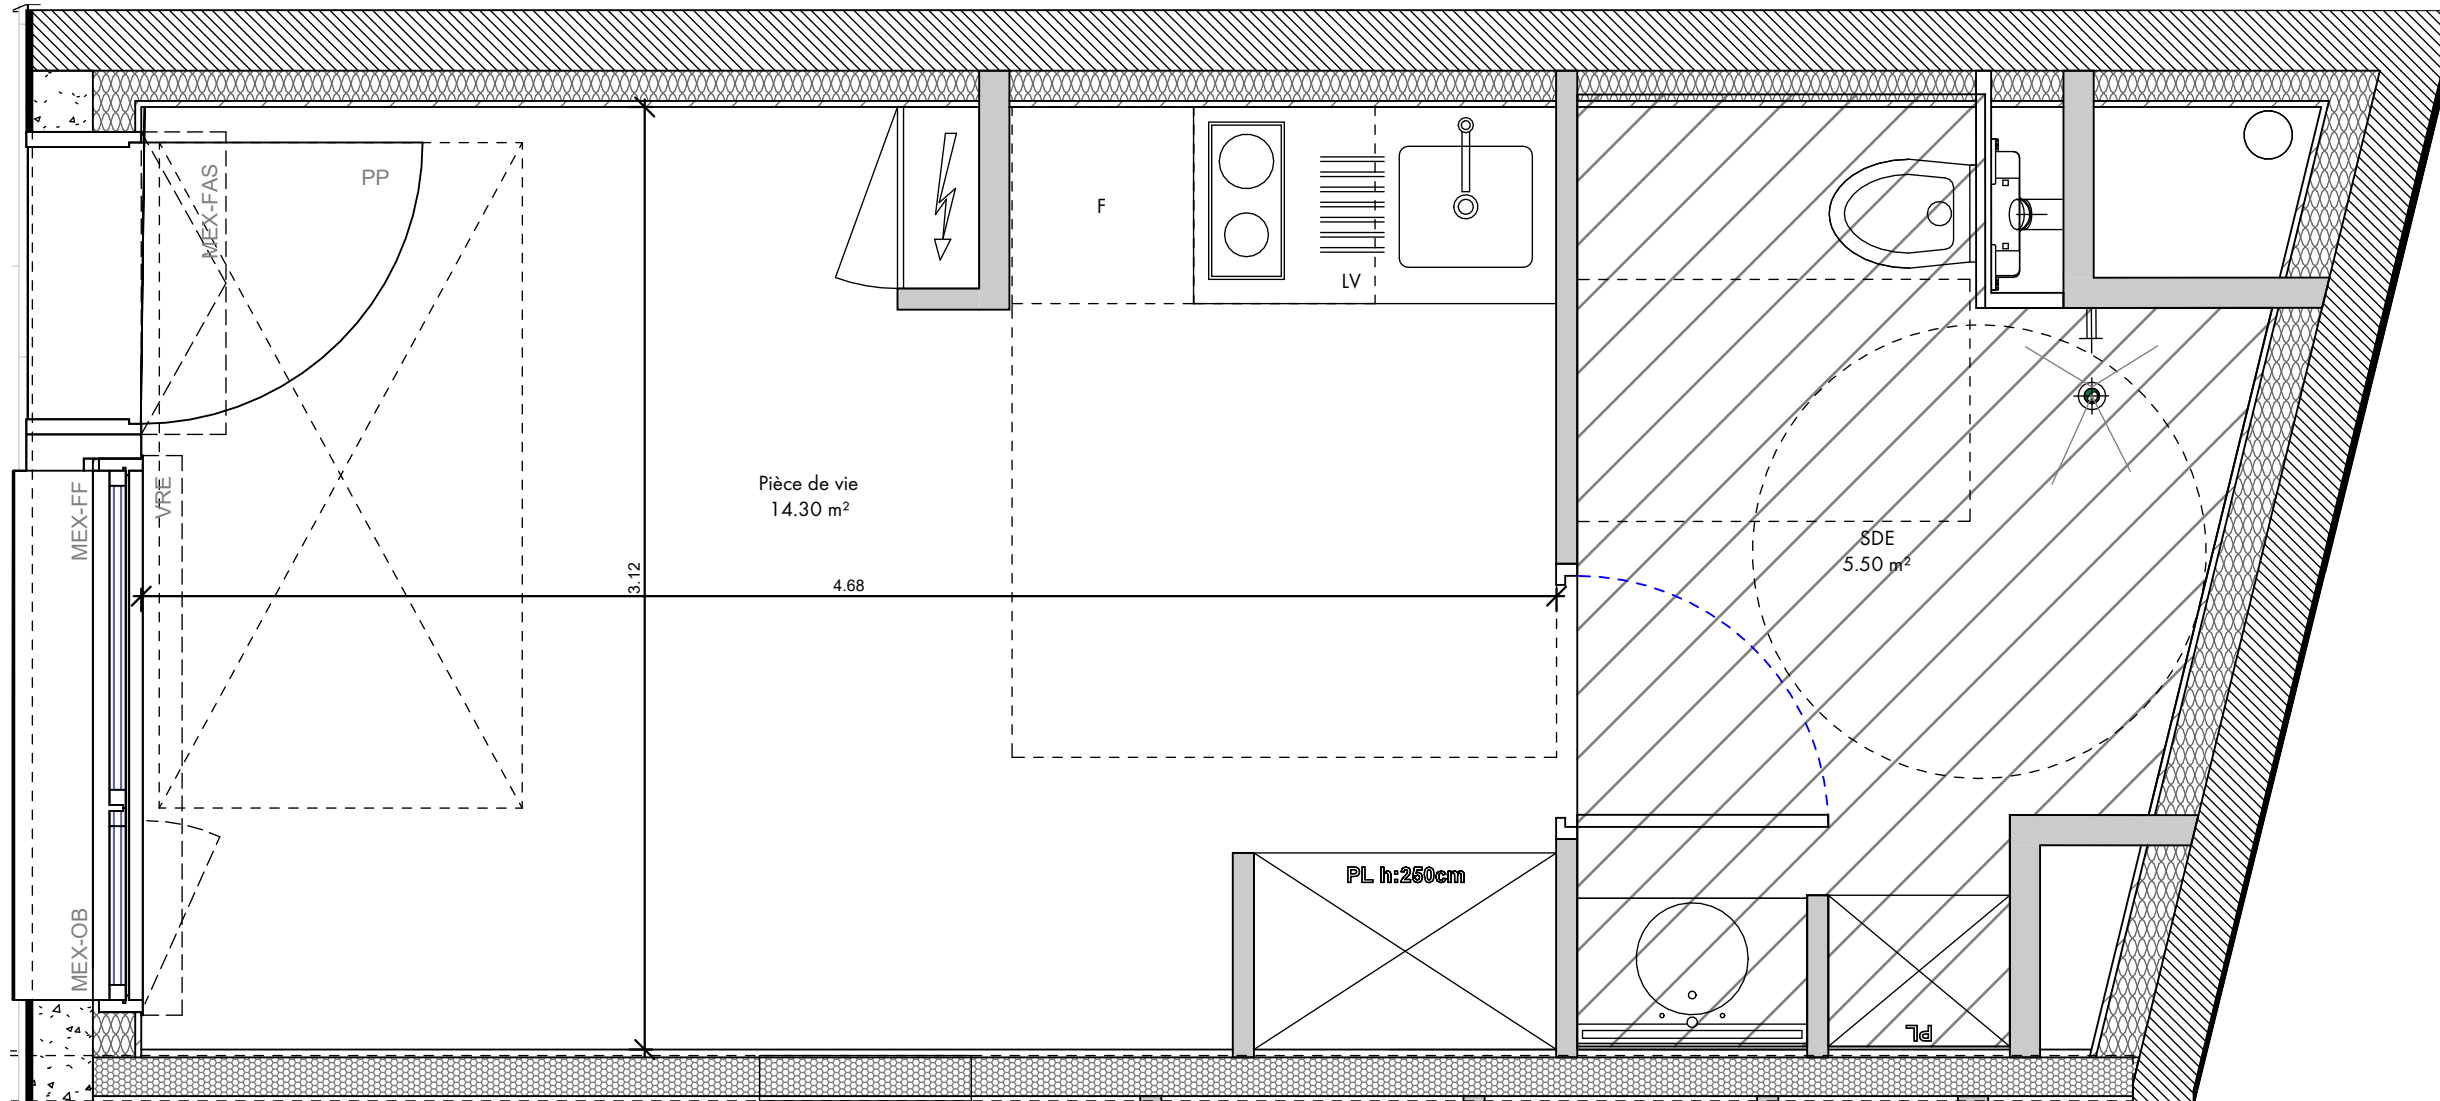 PP
MEX-FAS
F
LV
MEX-FF
VRE
Pièce de vie
14.30 m²
SDE
5.50 m²
3.12
4.68
PL h:250cm
MEX-OB
PL